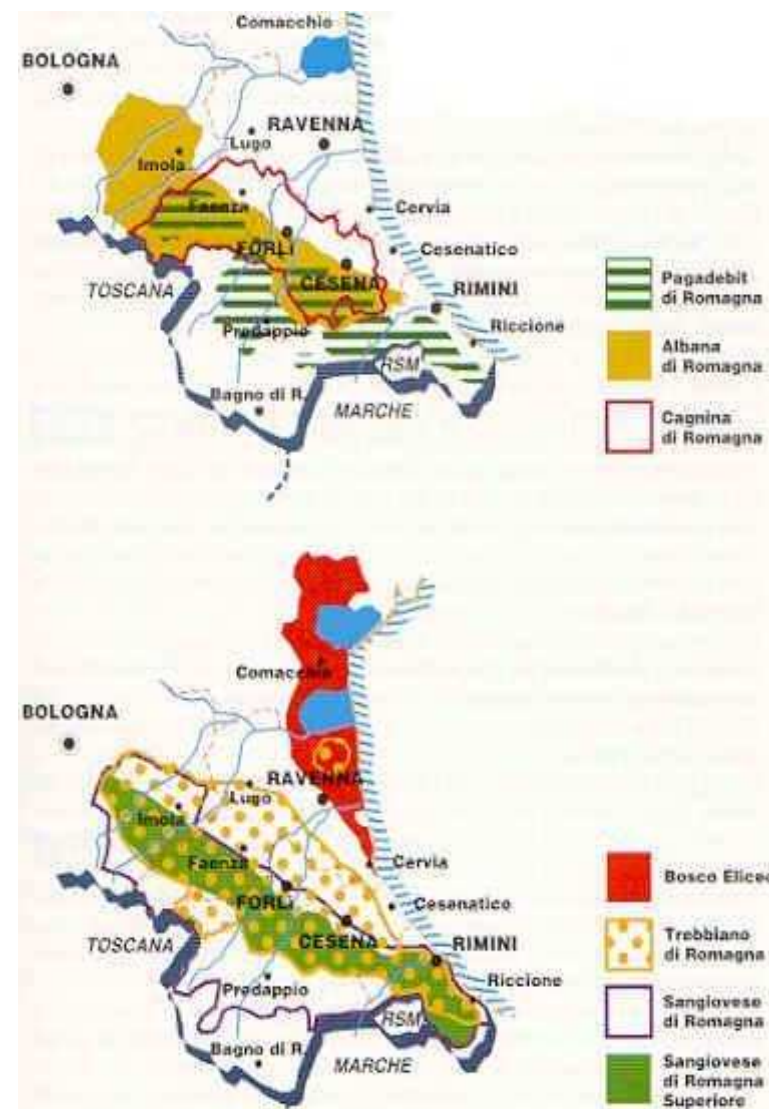 Comacchio
BOLOGNA
RAVENNA
Lugo
Imola
Faenza
Cervia
FORLÌ
Cesenatico
CESENA
TOSCANA
RIMINI
Predappio
Riccione
RSM
Bagno di R.
MARCHE
Pagadebit
di Romagna
Albana
di Romagna
Cagnina
di Romagna
Comacchio
BOLOGNA
RAVENNA
Lugo
Imola
Faenza
Cervia
FORLÌ
Cesenatico
CESENA
TOSCANA
RIMINI
Predappio
Riccione
RSM
Bagno di R.
MARCHE
Bosco Eliceo
Trebbiano
di Romagna
Sangiovese
di Romagna
Sangiovese
di Romagna
Superiore